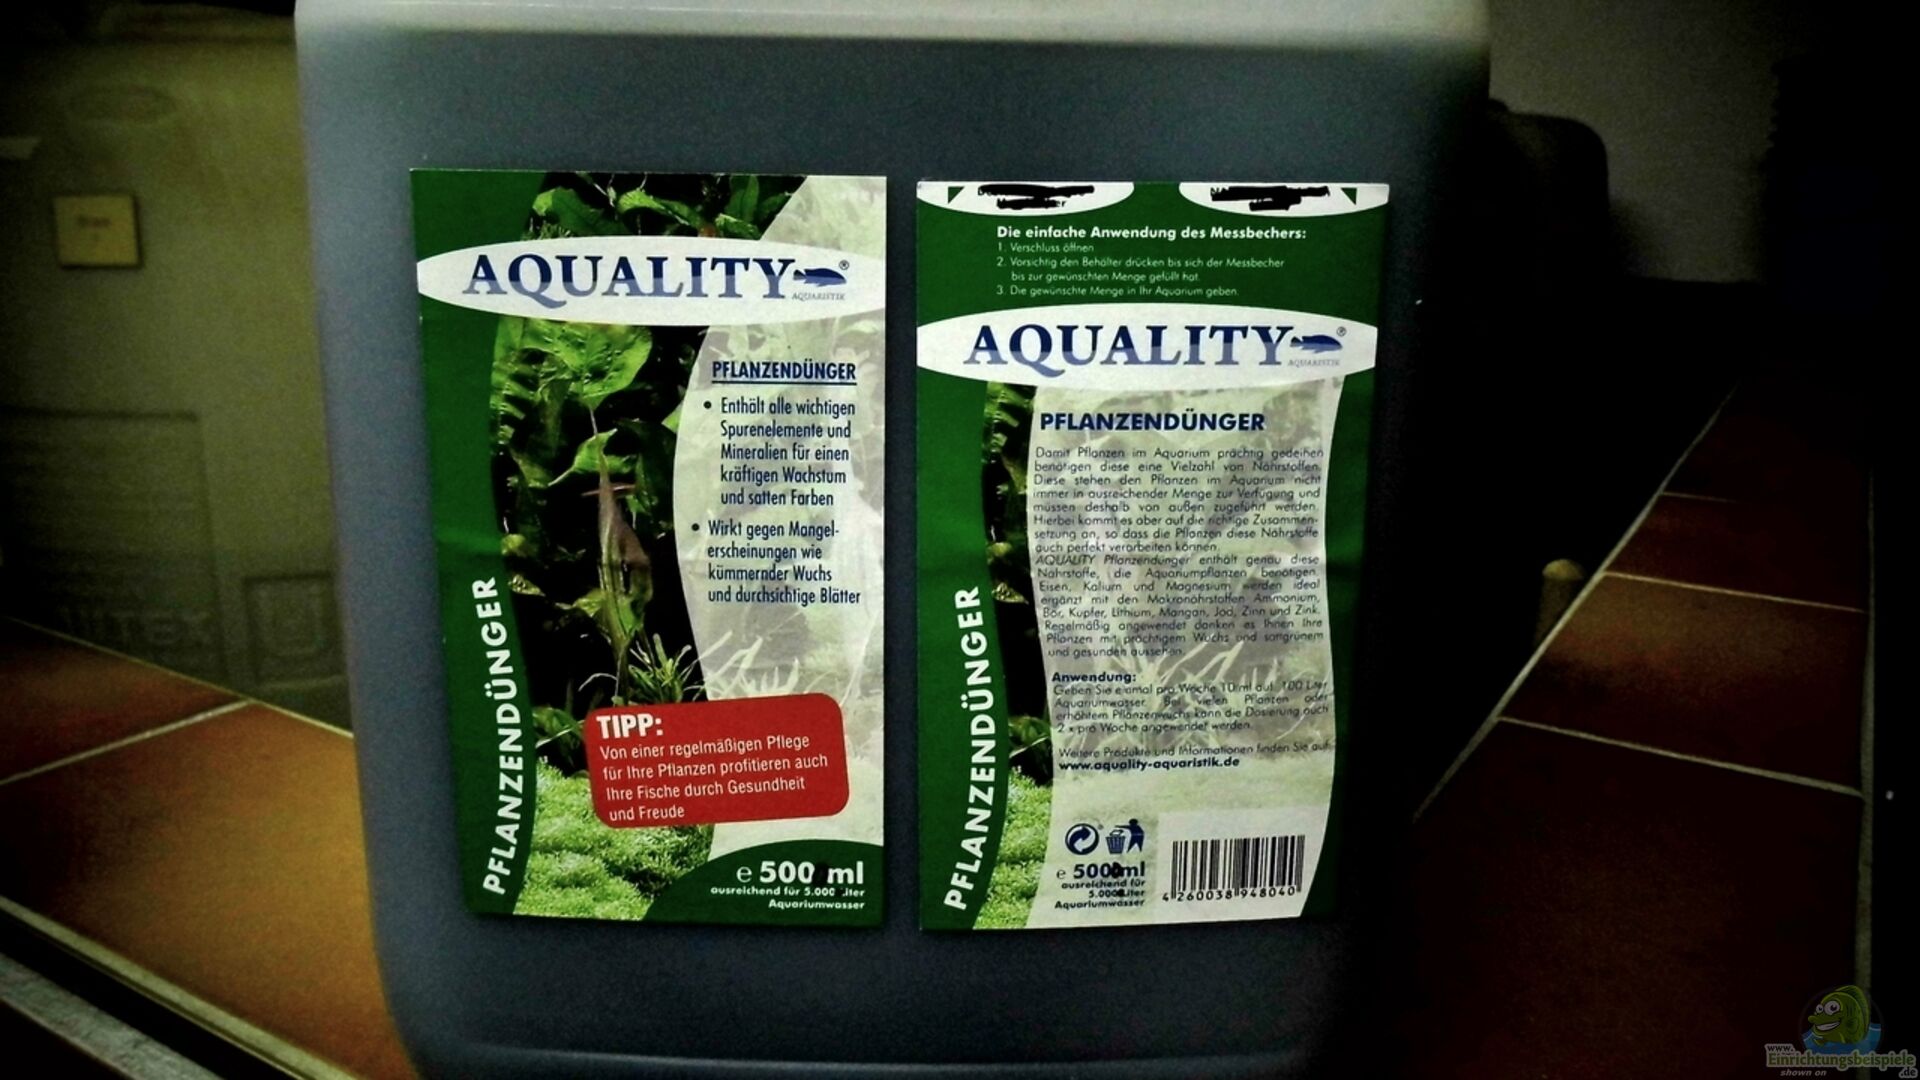 AQUALITY®
AQUARISTIK
PFLANZENDÜNGER
• Enthält alle wichtigen
Spurenelemente und
Mineralien für einen
kräftigen Wachstum
und satten Farben
• Wirkt gegen Mangel-
erscheinungen wie
kümmernder Wuchs
und durchsichtige Blätter
PFLANZENDÜNGER
TIPP:
Von einer regelmäßigen Pflege
für Ihre Pflanzen profitieren auch
Ihre Fische durch Gesundheit
und Freude
e 500 ml
ausreichend für 5.000 Liter
Aquariumwasser
Die einfache Anwendung des Messbechers:
1. Verschluss öffnen
2. Vorsichtig den Behälter drücken bis sich der Messbecher
bis zur gewünschten Menge gefüllt hat.
3. Die gewünschte Menge in Ihr Aquarium geben.
AQUALITY®
AQUARISTIK
PFLANZENDÜNGER
Damit Pflanzen im Aquarium prächtig gedeihen
benötigen diese eine Vielzahl von Nährstoffen.
Diese stehen den Pflanzen im Aquarium nicht
immer in ausreichender Menge zur Verfügung und
müssen deshalb von außen zugeführt werden.
Hierbei kommt es aber auf die richtige Zusammen-
setzung an, so dass die Pflanzen diese Nährstoffe
auch perfekt verarbeiten können.
AQUALITY Pflanzendünger enthält genau diese
Nährstoffe, die Aquariumpflanzen benötigen.
Eisen, Kalium und Magnesium werden ideal
ergänzt mit den Makronährstoffen Ammonium,
Bor, Kupfer, Lithium, Mangan, Jod, Zinn und Zink.
Regelmäßig angewendet danken es Ihnen Ihre
Pflanzen mit prächtigem Wuchs und sattgrünem
und gesunden aussehen.
Anwendung:
Geben Sie einmal pro Woche 10 ml auf 100 Liter
Aquariumwasser. Bei vielen Pflanzen oder
erhöhtem Pflanzenwuchs kann die Dosierung auch
2 x pro Woche angewendet werden.
Weitere Produkte und Informationen finden Sie auf:
www.aquality-aquaristik.de
PFLANZENDÜNGER
e 500 ml
ausreichend für
5.000 Liter
Aquariumwasser
4 260038 948040
www.
Einrichtungsbeispiele
.de
shown on